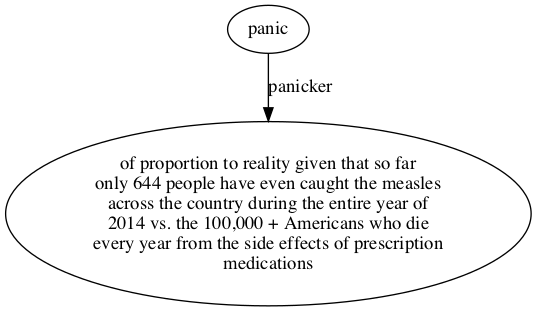 panic
panicker
of proportion to reality given that so far
only 644 people have even caught the measles
across the country during the entire year of
2014 vs. the 100,000 + Americans who die
every year from the side effects of prescription
medications